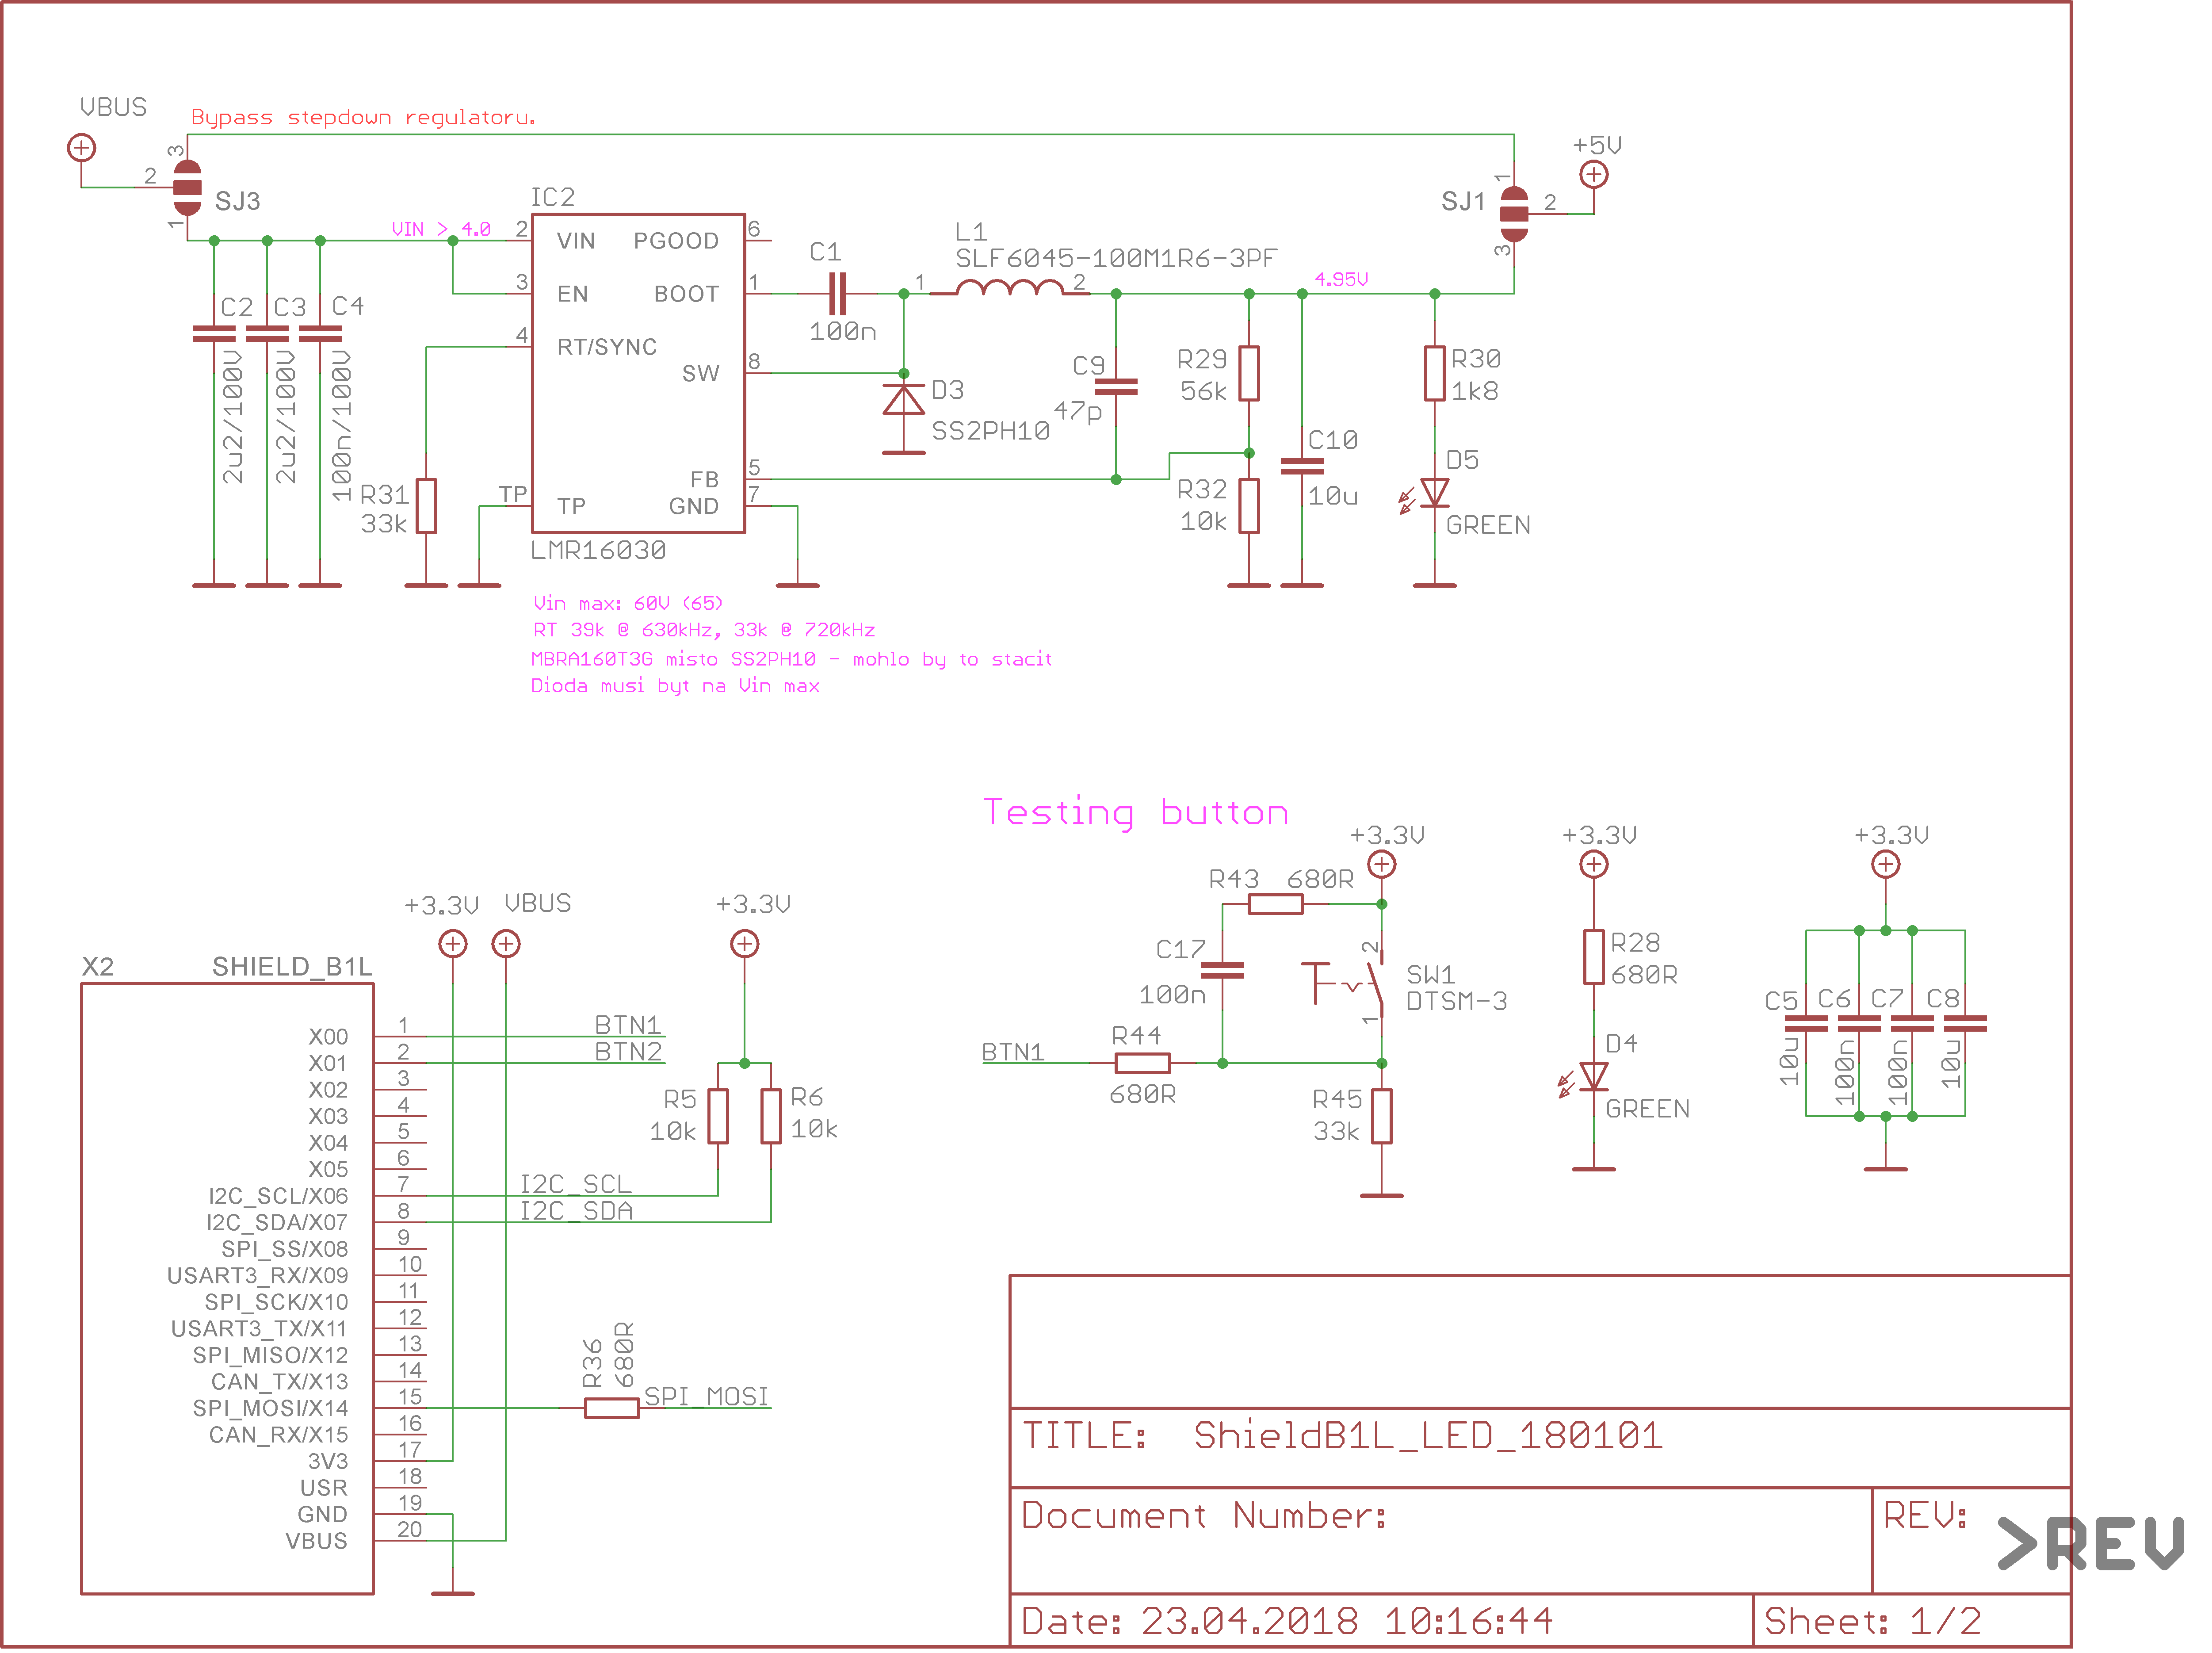 VBUS
Bypass stepdown regulatoru.
+5V
3
2
SJ3
1
1
SJ1
2
3
IC2
VIN > 4.0
2
VIN
PGOOD
6
3
EN
BOOT
1
4
RT/SYNC
SW
8
FB
5
TP
TP
GND
7
LMR16030
C1
100n
L1
SLF6045-100M1R6-3PF
1
2
4.95V
C2
2u2/100V
C3
2u2/100V
C4
100n/100V
R31
33k
D3
SS2PH10
C9
47p
R29
56k
R32
10k
C10
10u
R30
1k8
D5
GREEN
Vin max: 60V (65)
RT 39k @ 630kHz, 33k @ 720kHz
MBRA160T3G misto SS2PH10 - mohlo by to stacit
Dioda musi byt na Vin max
Testing button
+3.3V
+3.3V
+3.3V
R43
680R
C17
100n
2
SW1
DTSM-3
1
BTN1
R44
680R
R45
33k
R28
680R
D4
GREEN
C5
10u
C6
100n
C7
100n
C8
10u
+3.3V
VBUS
+3.3V
X2
SHIELD_B1L
X00
1
BTN1
X01
2
BTN2
X02
3
X03
4
X04
5
X05
6
I2C_SCL/X06
7
I2C_SCL
I2C_SDA/X07
8
I2C_SDA
SPI_SS/X08
9
USART3_RX/X09
10
SPI_SCK/X10
11
USART3_TX/X11
12
SPI_MISO/X12
13
CAN_TX/X13
14
SPI_MOSI/X14
15
CAN_RX/X15
16
3V3
17
USR
18
GND
19
VBUS
20
R5
10k
R6
10k
R36
680R
SPI_MOSI
TITLE: ShieldB1L_LED_180101
Document Number:
REV: >REV
Date: 23.04.2018 10:16:44
Sheet: 1/2